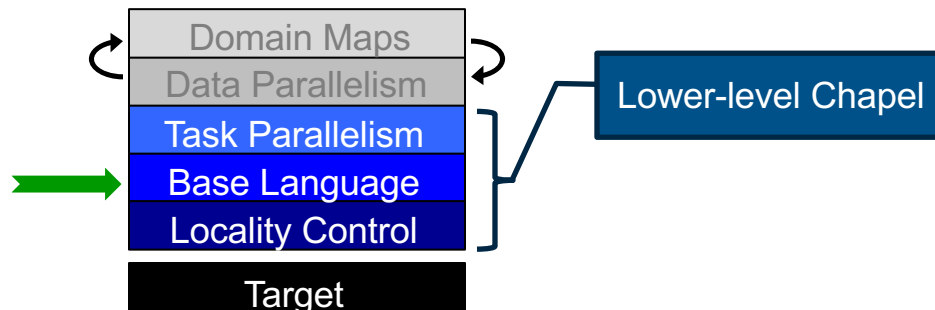 Domain Maps
Data Parallelism
Task Parallelism
Base Language
Locality Control
Target
Lower-level Chapel